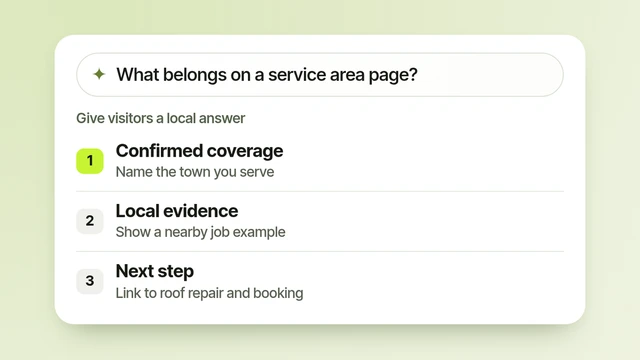 What belongs on a service area page?
Give visitors a local answer
1
Confirmed coverage
Name the town you serve
2
Local evidence
Show a nearby job example
3
Next step
Link to roof repair and booking